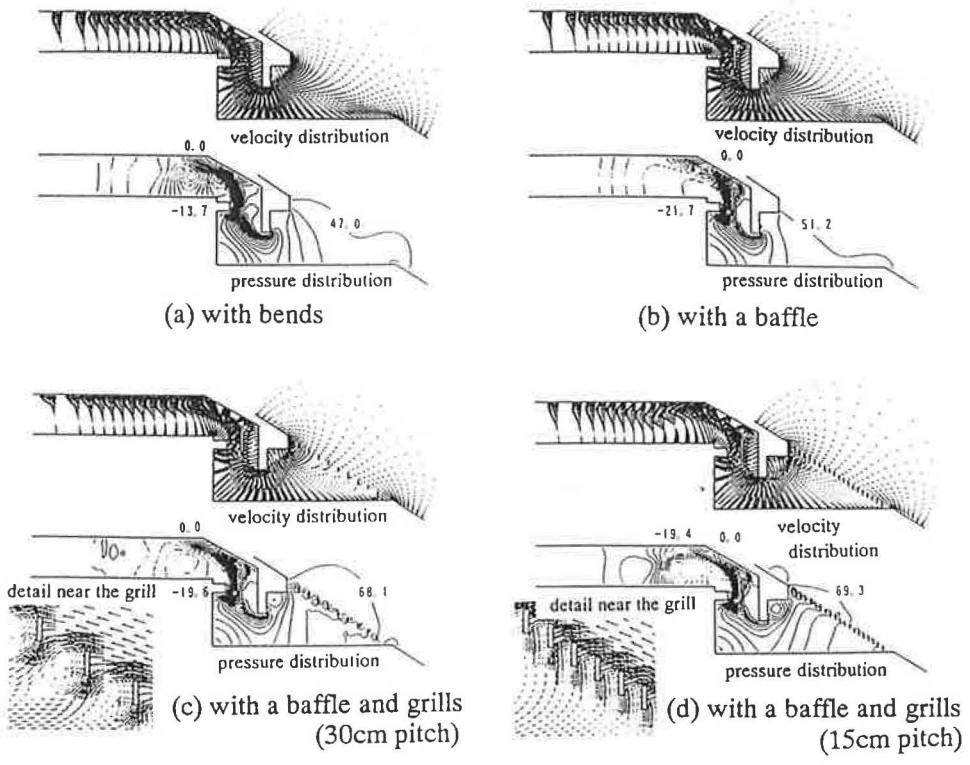 velocity distribution
0.0
-13.7
47.0
pressure distribution
(a) with bends
velocity distribution
0.0
-21.7
51.2
pressure distribution
(b) with a baffle
velocity distribution
0.0
detail near the grill
-19.6
68.1
pressure distribution
(c) with a baffle and grills
(30cm pitch)
velocity
distribution
-19.4
0.0
detail near the grill
69.3
pressure distribution
(d) with a baffle and grills
(15cm pitch)